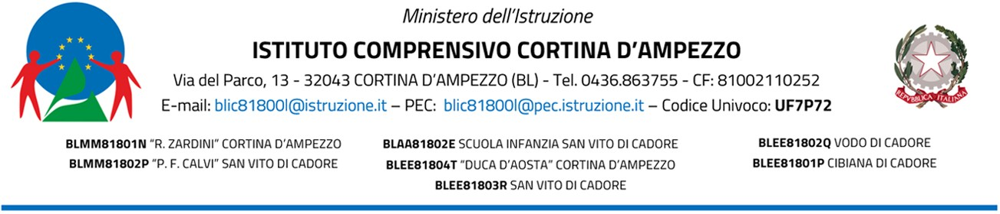 Ministero dell’Istruzione
ISTITUTO COMPRENSIVO CORTINA D’AMPEZZO
Via del Parco, 13 - 32043 CORTINA D’AMPEZZO (BL) - Tel. 0436.863755 - CF: 81002110252
E-mail: blic81800l@istruzione.it – PEC: blic81800l@pec.istruzione.it – Codice Univoco: UF7P72
REPVBBLICA ITALIANA
BLMM81801N “R. ZARDINI” CORTINA D’AMPEZZO
BLMM81802P “P. F. CALVI” SAN VITO DI CADORE
BLAA81802E SCUOLA INFANZIA SAN VITO DI CADORE
BLEE81804T “DUCA D’AOSTA” CORTINA D’AMPEZZO
BLEE81803R SAN VITO DI CADORE
BLEE81802Q VODO DI CADORE
BLEE81801P CIBIANA DI CADORE